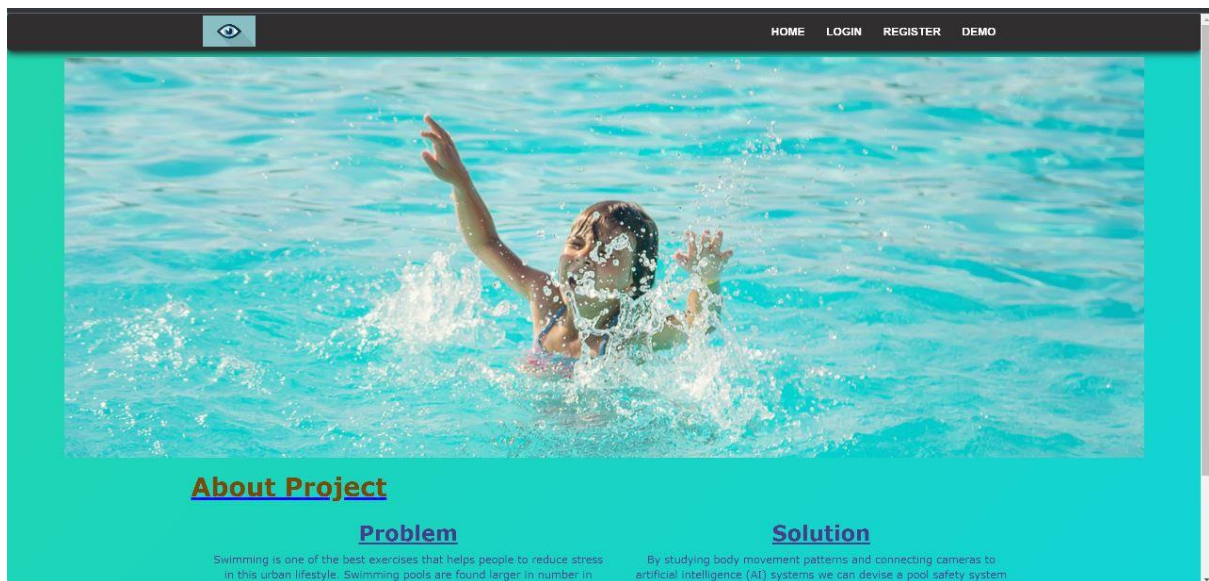 HOME LOGIN REGISTER DEMO
About Project
Problem
Swimming is one of the best exercises that helps people to reduce stress
in this urban lifestyle. Swimming pools are found larger in number in
Solution
By studying body movement patterns and connecting cameras to
artificial intelligence (AI) systems we can devise a pool safety system